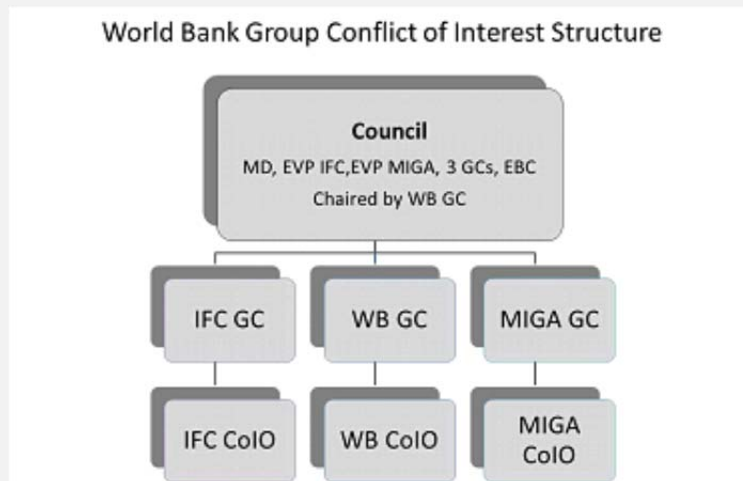 World Bank Group Conflict of Interest Structure
Council
MD, EVP IFC,EVP MIGA, 3 GCs, EBC
Chaired by WB GC
IFC GC
WB GC
MIGA GC
IFC CoIO
WB CoIO
MIGA
CoIO